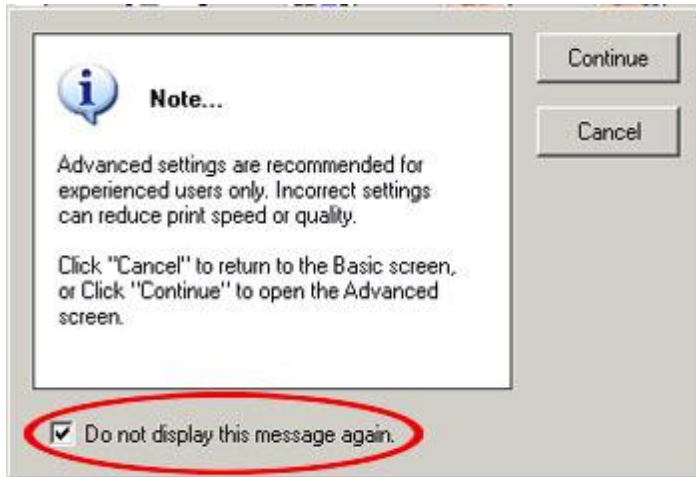 Note...
Continue
Cancel
Advanced settings are recommended for
experienced users only. Incorrect settings
can reduce print speed or quality.
Click "Cancel" to return to the Basic screen,
or Click "Continue" to open the Advanced
screen.
Do not display this message again.